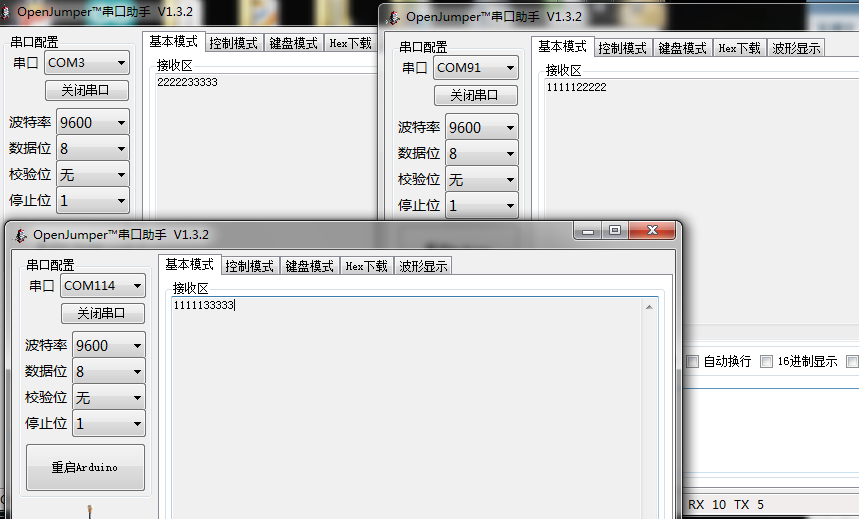 OpenJumper™串口助手 V1.3.2
串口配置
串口 COM3
关闭串口
波特率 9600
数据位 8
校验位 无
停止位 1
基本模式 控制模式 键盘模式 Hex下载
接收区
2222233333
OpenJumper™串口助手 V1.3.2
串口配置
串口 COM91
关闭串口
波特率 9600
数据位 8
校验位 无
停止位 1
基本模式 控制模式 键盘模式 Hex下载 波形显示
接收区
1111122222
自动换行 16进制显示
RX 10 TX 5
OpenJumper™串口助手 V1.3.2
串口配置
串口 COM114
关闭串口
波特率 9600
数据位 8
校验位 无
停止位 1
重启Arduino
基本模式 控制模式 键盘模式 Hex下载 波形显示
接收区
1111133333